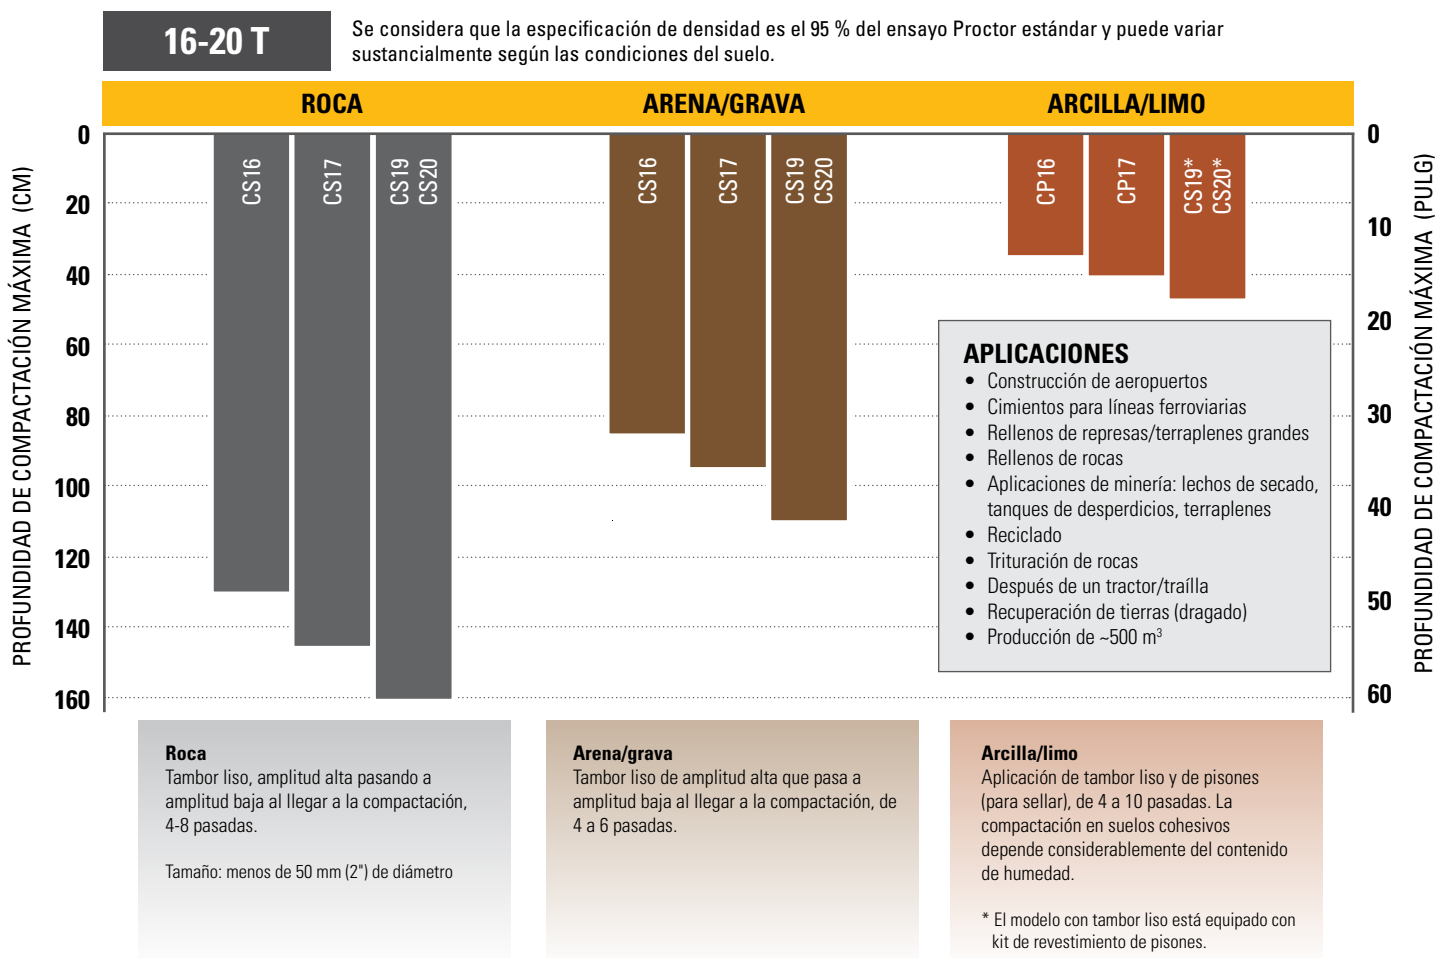 16-20 T
Se considera que la especificación de densidad es el 95 % del ensayo Proctor estándar y puede variar
sustancialmente según las condiciones del suelo.
ROCA
ARENA/GRAVA
ARCILLA/LIMO
PROFUNDIDAD DE COMPACTACIÓN MÁXIMA (CM)
0
20
40
60
80
100
120
140
160
CS16
CS17
CS19
CS20
CS16
CS17
CS19
CS20
CP16
CP17
CS19*
CS20*
0
10
20
30
40
50
60
PROFUNDIDAD DE COMPACTACIÓN MÁXIMA (PULG)
APLICACIONES
• Construcción de aeropuertos
• Cimientos para líneas ferroviarias
• Rellenos de represas/terraplenes grandes
• Rellenos de rocas
• Aplicaciones de minería: lechos de secado,
tanques de desperdicios, terraplenes
• Reciclado
• Trituración de rocas
• Después de un tractor/traílla
• Recuperación de tierras (dragado)
• Producción de ~500 m³
Roca
Tambor liso, amplitud alta pasando a
amplitud baja al llegar a la compactación,
4-8 pasadas.
Tamaño: menos de 50 mm (2") de diámetro
Arena/grava
Tambor liso de amplitud alta que pasa a
amplitud baja al llegar a la compactación, de
4 a 6 pasadas.
Arcilla/limo
Aplicación de tambor liso y de pisones
(para sellar), de 4 a 10 pasadas. La
compactación en suelos cohesivos
depende considerablemente del contenido
de humedad.
* El modelo con tambor liso está equipado con
kit de revestimiento de pisones.